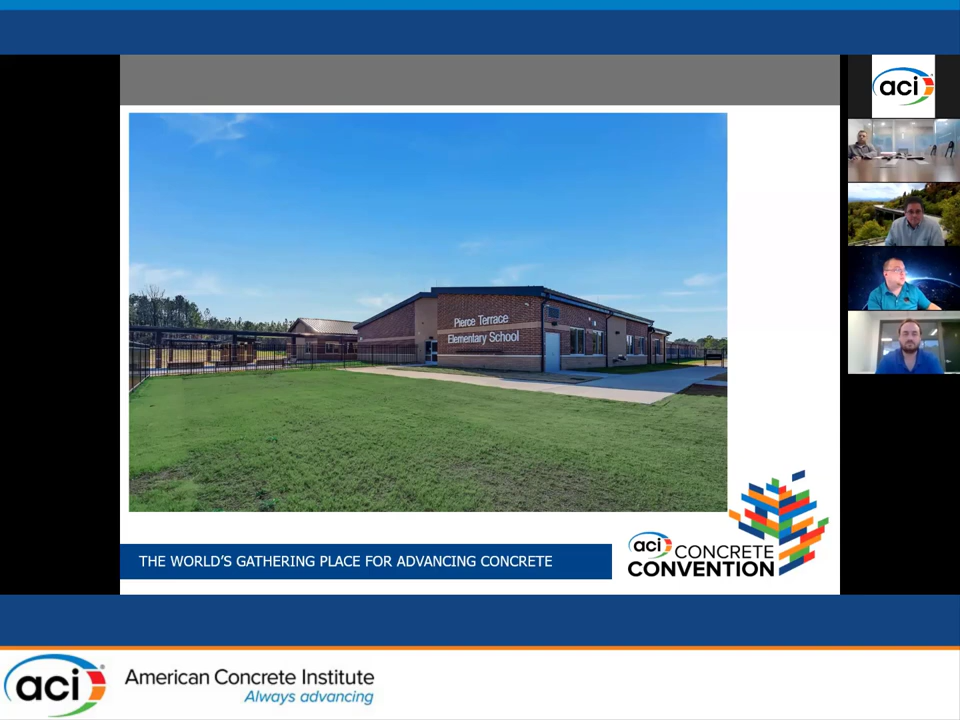 aci
Pierce Terrace
Elementary School
THE WORLD'S GATHERING PLACE FOR ADVANCING CONCRETE
aci CONCRETE
CONVENTION
aci
American Concrete Institute
Always advancing